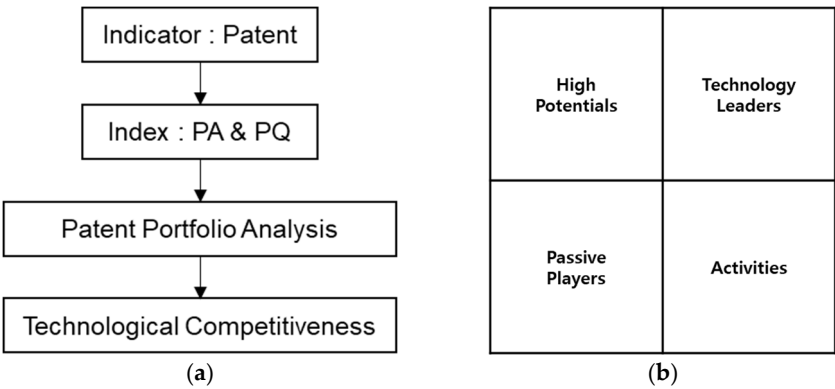 Indicator : Patent
Index : PA & PQ
Patent Portfolio Analysis
Technological Competitiveness
(a)
High
Potentials
Technology
Leaders
Passive
Players
Activities
(b)